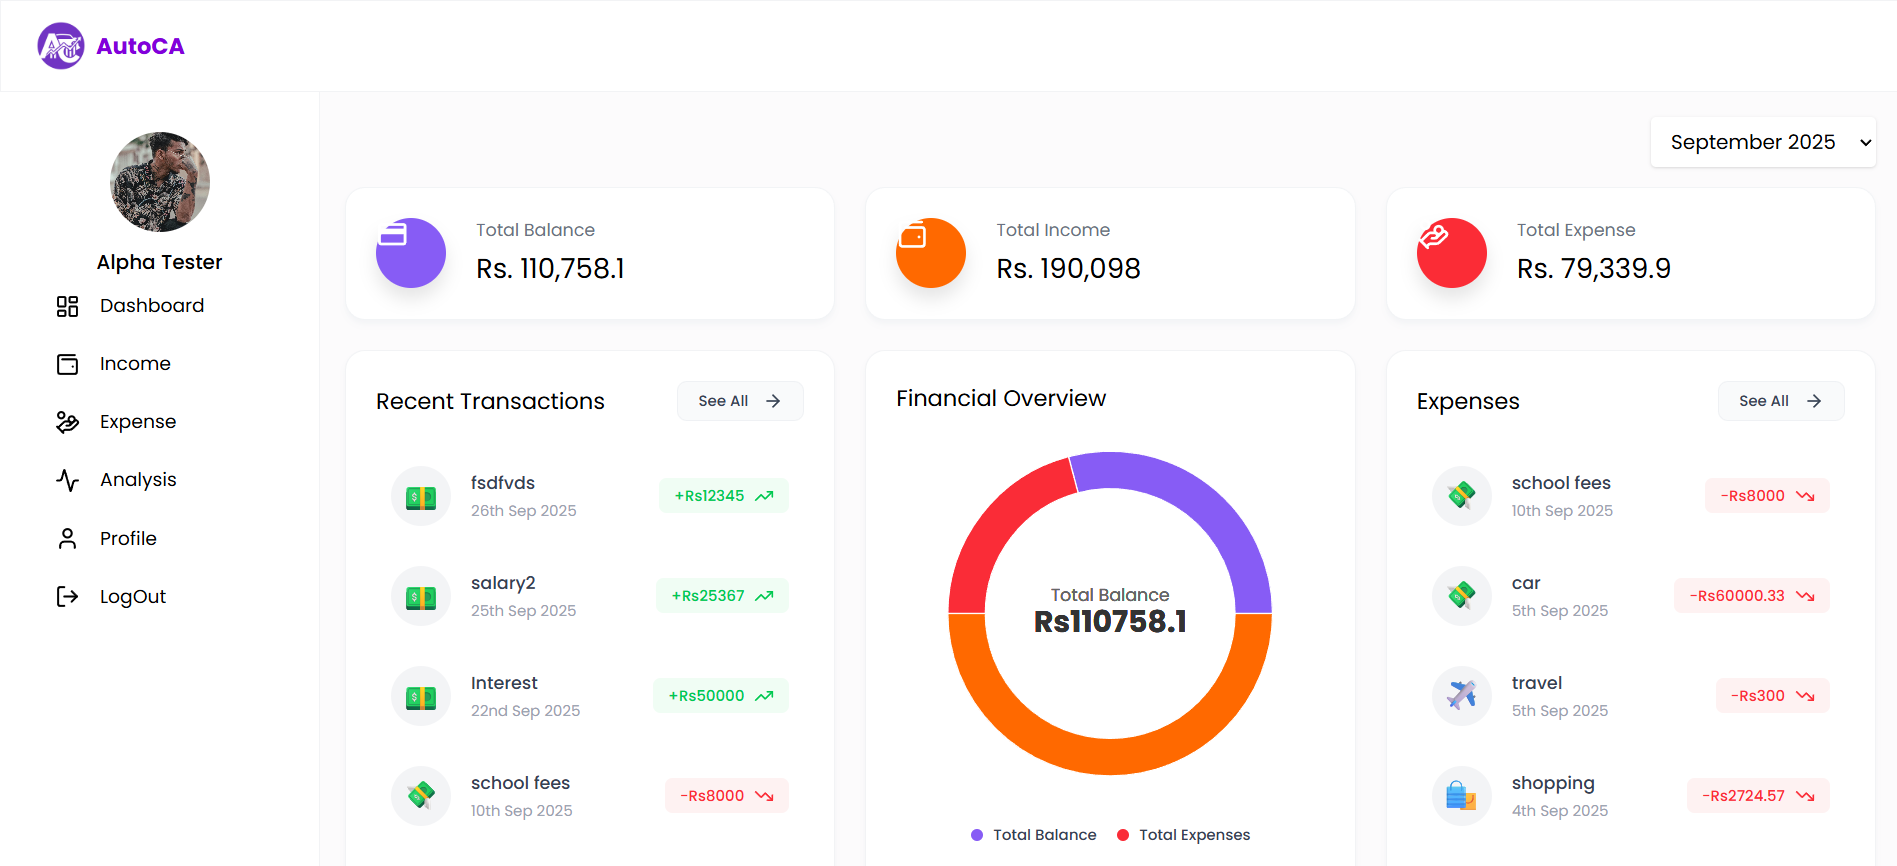 AutoCA
September 2025
Alpha Tester
Dashboard
Income
Expense
Analysis
Profile
LogOut
Total Balance
Rs. 110,758.1
Total Income
Rs. 190,098
Total Expense
Rs. 79,339.9
Recent Transactions
See All
fsdfvds
26th Sep 2025
+Rs12345
salary2
25th Sep 2025
+Rs25367
Interest
22nd Sep 2025
+Rs50000
school fees
10th Sep 2025
-Rs8000
Financial Overview
Total Balance
Rs110758.1
Total Balance
Total Expenses
Expenses
See All
school fees
10th Sep 2025
-Rs8000
car
5th Sep 2025
-Rs60000.33
travel
5th Sep 2025
-Rs300
shopping
4th Sep 2025
-Rs2724.57